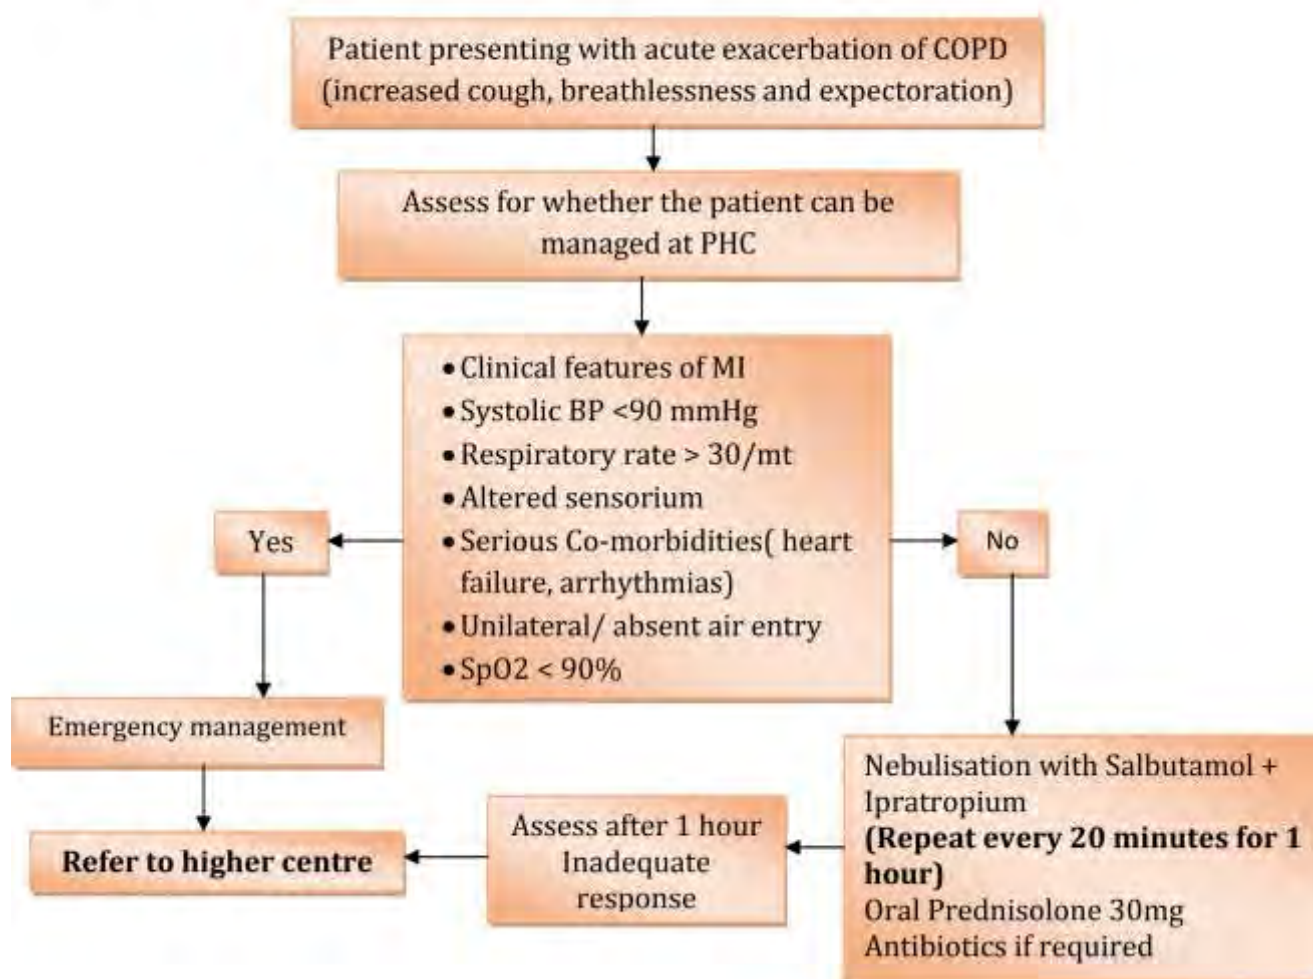 Patient presenting with acute exacerbation of COPD
(increased cough, breathlessness and expectoration)
Assess for whether the patient can be
managed at PHC
• Clinical features of MI
• Systolic BP <90 mmHg
• Respiratory rate > 30/mt
• Altered sensorium
• Serious Co-morbidities( heart
failure, arrhythmias)
• Unilateral/ absent air entry
• SpO2 < 90%
Yes
No
Emergency management
Refer to higher centre
Assess after 1 hour
Inadequate
response
Nebulisation with Salbutamol +
Ipratropium
(Repeat every 20 minutes for 1
hour)
Oral Prednisolone 30mg
Antibiotics if required